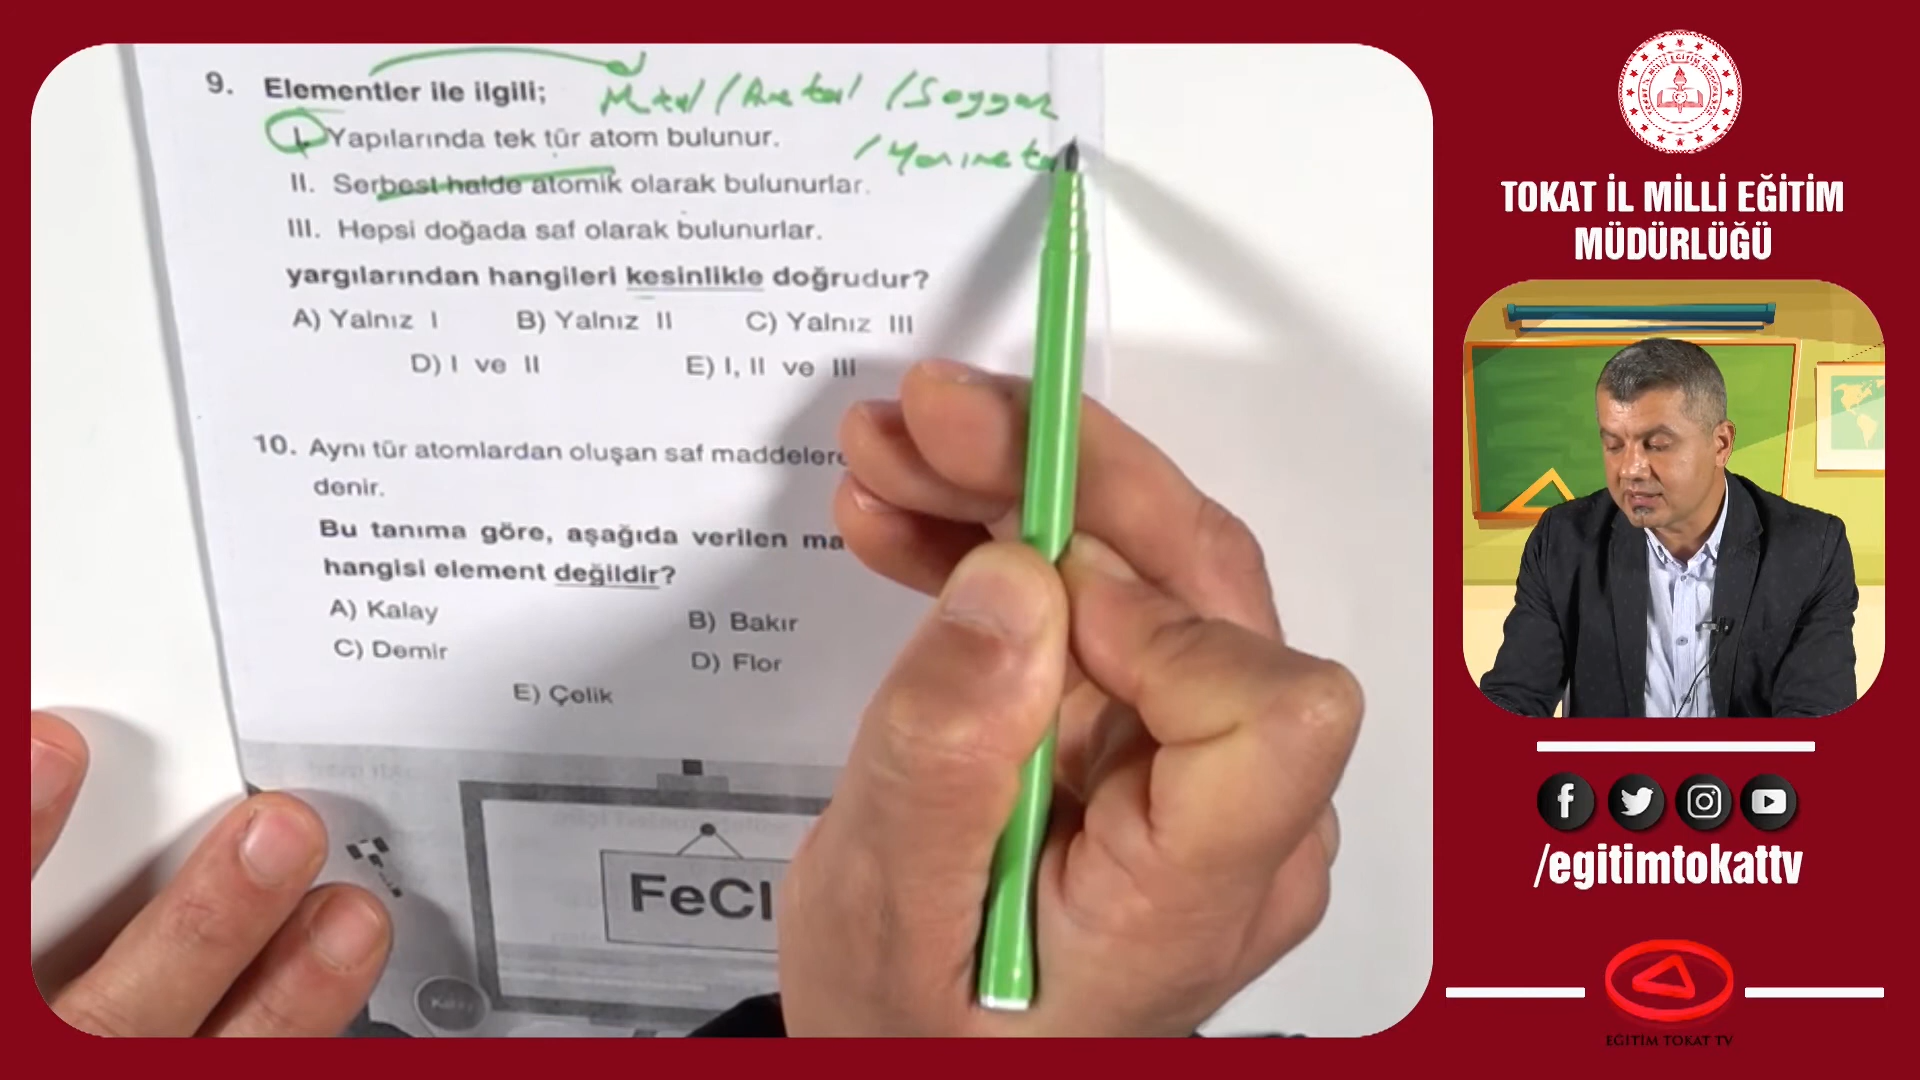 9. Elementler ile ilgili;
Metal / Ametal / Soygaz
I. Yapılarında tek tür atom bulunur.
/ Yarımeta
II. Serbest halde atomik olarak bulunurlar.
III. Hepsi doğada saf olarak bulunurlar.
yargılarından hangileri kesinlikle doğrudur?
A) Yalnız I B) Yalnız II C) Yalnız III
D) I ve II E) I, II ve III
10. Aynı tür atomlardan oluşan saf maddelere
denir.
Bu tanıma göre, aşağıda verilen ma
hangisi element değildir?
A) Kalay B) Bakır
C) Demir D) Flor
E) Çelik
FeCl
TOKAT İL MİLLİ EĞİTİM
MÜDÜRLÜĞÜ
/egitimtokattv
EĞİTİM TOKAT TV